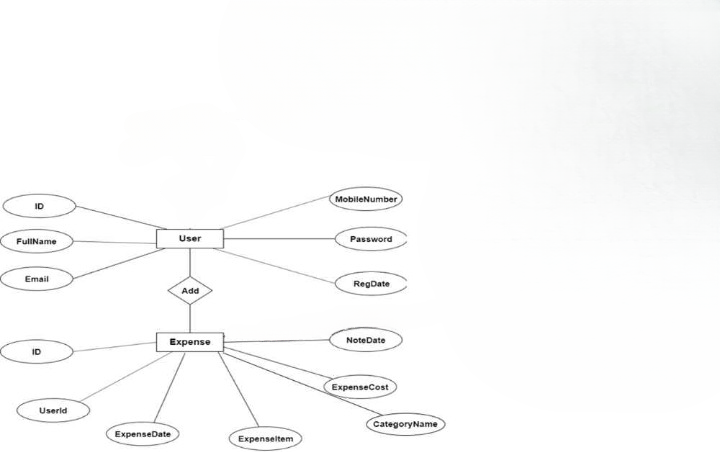 ID
MobileNumber
FullName
User
Password
Email
RegDate
Add
ID
Expense
NoteDate
ExpenseCost
UserId
CategoryName
ExpenseDate
ExpenseItem